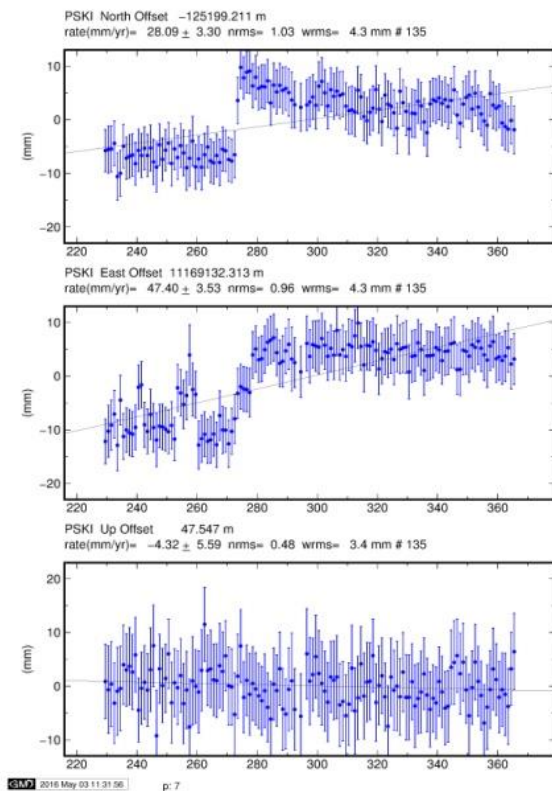 PSKI North Offset -125199.211 m
rate(mm/yr)= 28.09 ± 3.30 nrms= 1.03 wrms= 4.3 mm # 135
10
0
-10
-20
(mm)
220 240 260 280 300 320 340 360
PSKI East Offset 11169132.313 m
rate(mm/yr)= 47.40 ± 3.53 nrms= 0.96 wrms= 4.3 mm # 135
10
0
-10
-20
(mm)
220 240 260 280 300 320 340 360
PSKI Up Offset 47.547 m
rate(mm/yr)= -4.32 ± 5.59 nrms= 0.48 wrms= 3.4 mm # 135
20
10
0
-10
(mm)
220 240 260 280 300 320 340 360
GMT 2016 May 03 11:31:56 p: 7